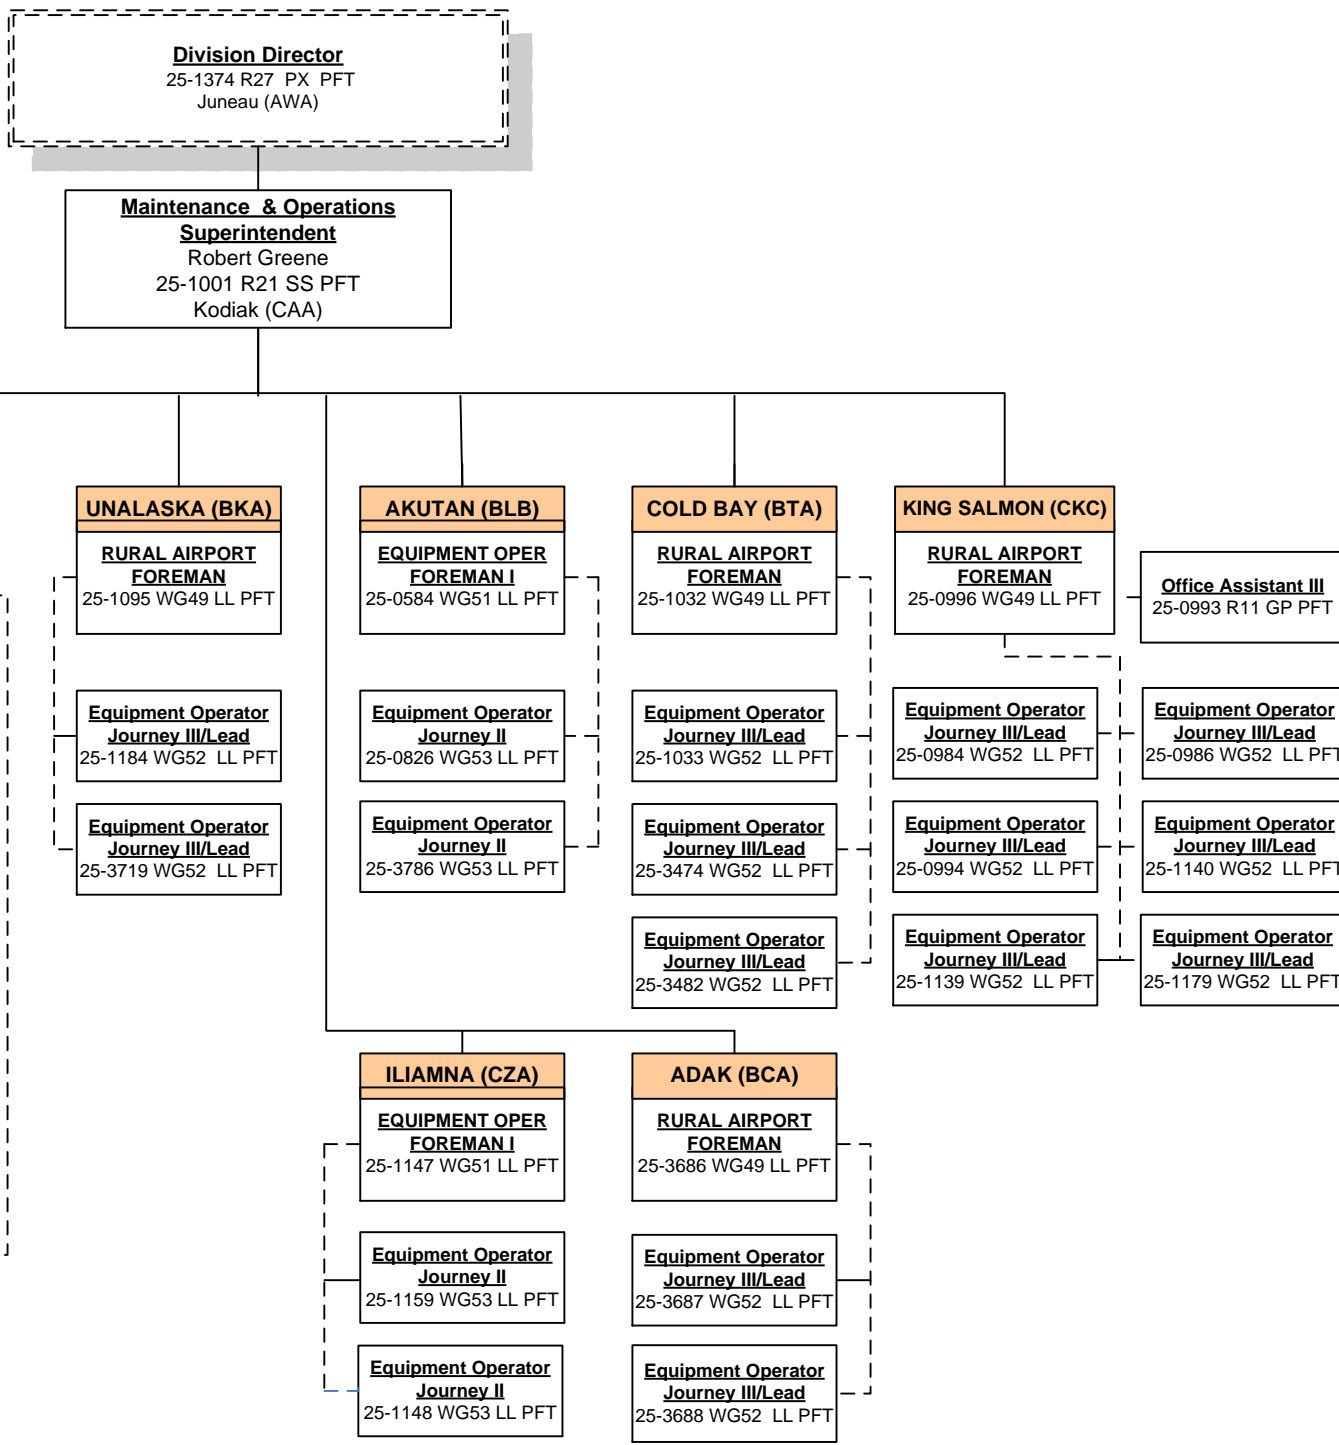 Division Director
25-1374 R27 PX PFT
Juneau (AWA)
Maintenance & Operations
Superintendent
Robert Greene
25-1001 R21 SS PFT
Kodiak (CAA)
UNALASKA (BKA)
RURAL AIRPORT
FOREMAN
25-1095 WG49 LL PFT
Equipment Operator
Journey III/Lead
25-1184 WG52 LL PFT
Equipment Operator
Journey III/Lead
25-3719 WG52 LL PFT
AKUTAN (BLB)
EQUIPMENT OPER
FOREMAN I
25-0584 WG51 LL PFT
Equipment Operator
Journey II
25-0826 WG53 LL PFT
Equipment Operator
Journey II
25-3786 WG53 LL PFT
COLD BAY (BTA)
RURAL AIRPORT
FOREMAN
25-1032 WG49 LL PFT
Equipment Operator
Journey III/Lead
25-1033 WG52 LL PFT
Equipment Operator
Journey III/Lead
25-3474 WG52 LL PFT
Equipment Operator
Journey III/Lead
25-3482 WG52 LL PFT
KING SALMON (CKC)
RURAL AIRPORT
FOREMAN
25-0996 WG49 LL PFT
Office Assistant III
25-0993 R11 GP PFT
Equipment Operator
Journey III/Lead
25-0984 WG52 LL PFT
Equipment Operator
Journey III/Lead
25-0986 WG52 LL PFT
Equipment Operator
Journey III/Lead
25-0994 WG52 LL PFT
Equipment Operator
Journey III/Lead
25-1140 WG52 LL PFT
Equipment Operator
Journey III/Lead
25-1139 WG52 LL PFT
Equipment Operator
Journey III/Lead
25-1179 WG52 LL PFT
ILIAMNA (CZA)
EQUIPMENT OPER
FOREMAN I
25-1147 WG51 LL PFT
Equipment Operator
Journey II
25-1159 WG53 LL PFT
Equipment Operator
Journey II
25-1148 WG53 LL PFT
ADAK (BCA)
RURAL AIRPORT
FOREMAN
25-3686 WG49 LL PFT
Equipment Operator
Journey III/Lead
25-3687 WG52 LL PFT
Equipment Operator
Journey III/Lead
25-3688 WG52 LL PFT